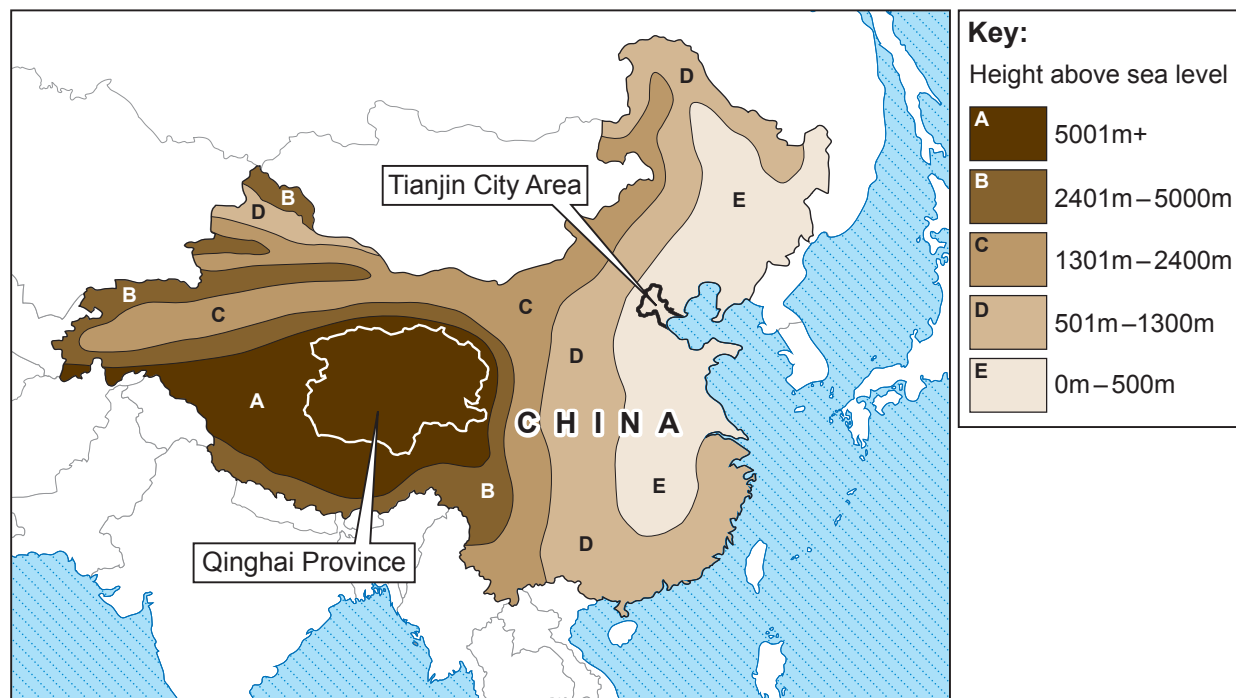 D
Tianjin City Area
B
D
E
B
C
C
D
A
CHINA
B
E
D
Qinghai Province
Key:
Height above sea level
A 5001m+
B 2401m–5000m
C 1301m–2400m
D 501m–1300m
E 0m–500m